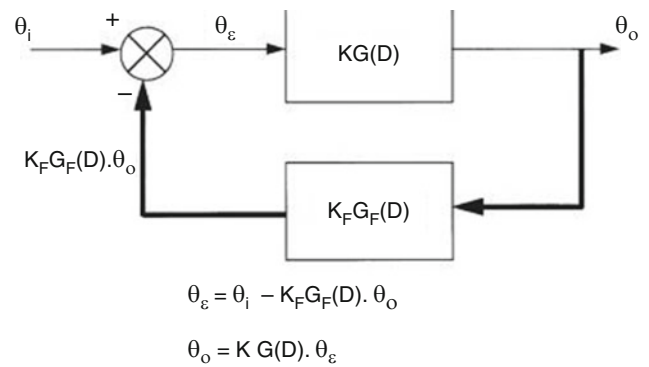 +
θi
θε
KG(D)
θo
–
KFGF(D).θo
KFGF(D)
θε = θi – KFGF(D). θo
θo = K G(D). θε